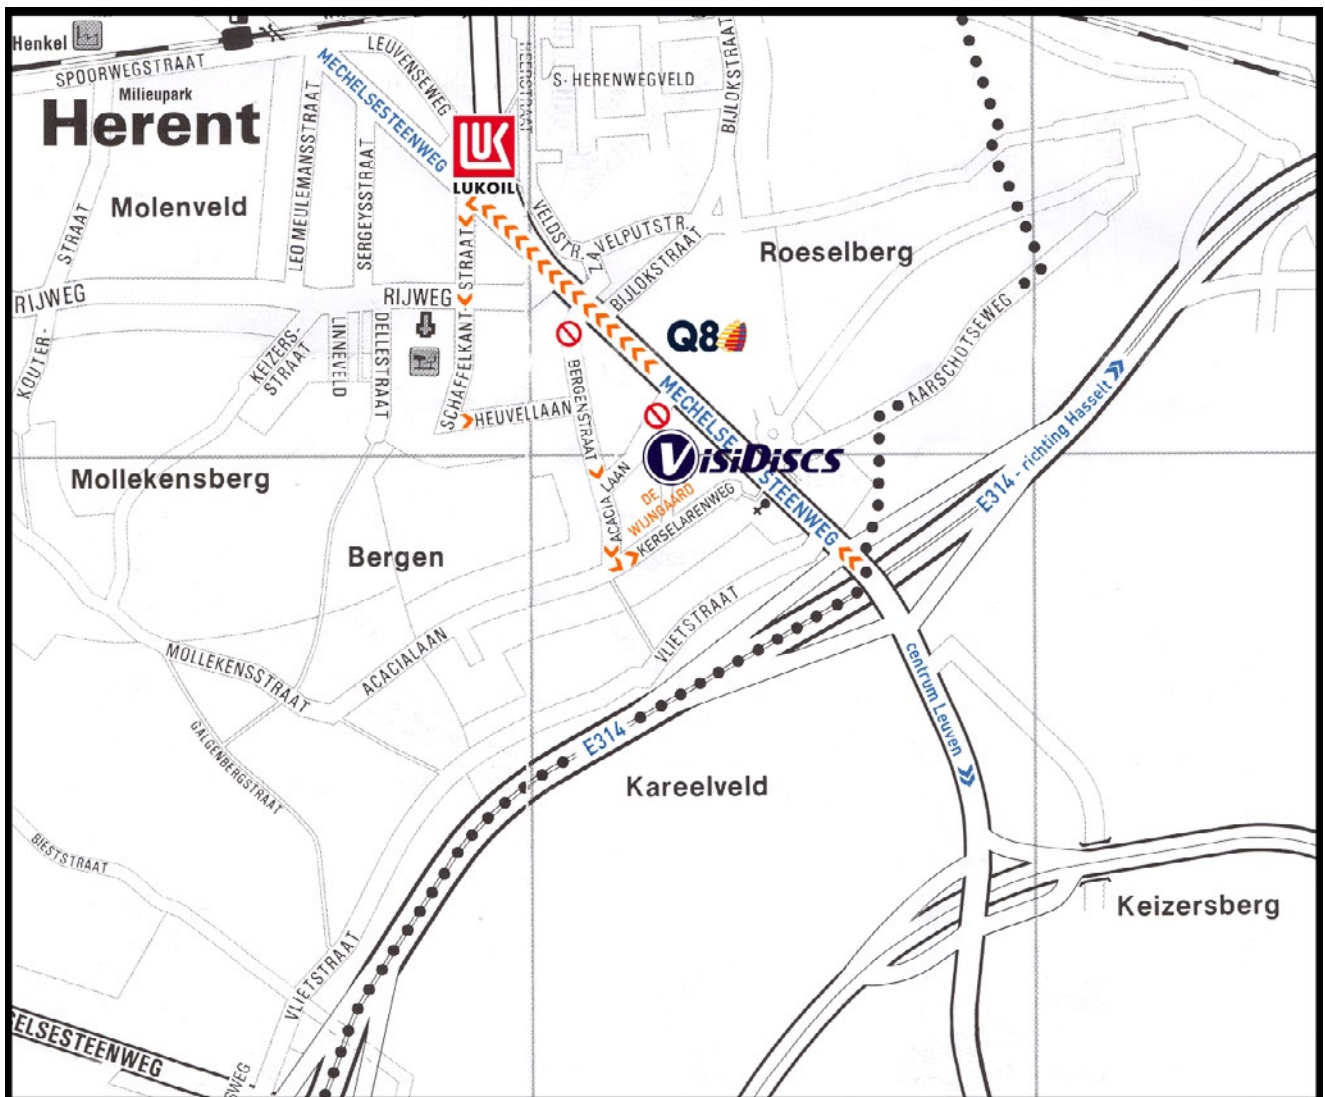 Henkel
SPOORWEGSTRAAT
Milieupark
Herent
MECHELSESTEENWEG
LEUVENSEWEG
S-HERENWEGVELD
BIJLOKSTRAAT
LUK
LUKOIL
Molenveld
STRAAT
LEO MEULEMANSSTRAAT
SERGEYSSTRAAT
STRAAT
VELDSTR.
Z.A.
VELPUTSTR.
BIJLOKSTRAAT
Roeselberg
RIJWEG
RIJWEG
KOUTER-
KEIZERS-
STRAAT
LINNEVELD
DELLESTRAAT
SCHAFFELKANT-
HEUVELLAAN
BERGENSTRAAT
Q8
AARSCHOTSEWEG
MECHELSE
STEENWEG
VISIDISCS
Mollekensberg
ACACIA
LAAN
DE
WIJNGAARD
KERSELARENWEG
E314 - richting Hasselt
Bergen
VLIETSTRAAT
MOLLEKENSSTRAAT
ACACIALAAN
centrum Leuven
GALGENBERGSTRAAT
E314
Kareelveld
BIESTSTRAAT
Keizersberg
VLIETSTRAAT
ELSESTEENWEG
SWEG